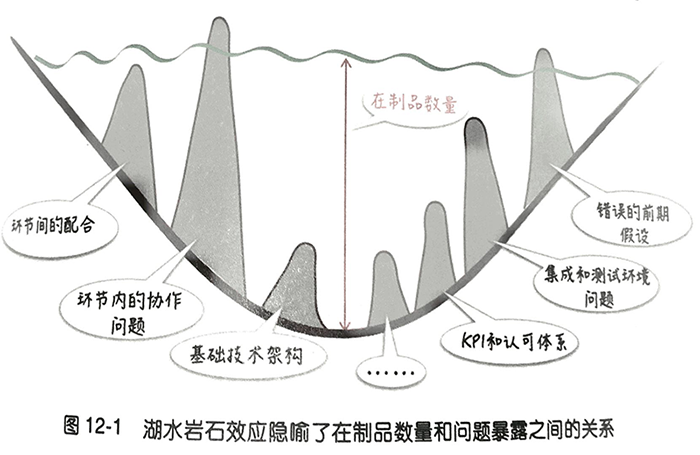 在制品数量
环节间的配合
错误的前期
假设
环节内的协作
问题
集成和测试环境
问题
基础技术架构
KPI和认可体系
......
图 12-1 湖水岩石效应隐喻了在制品数量和问题暴露之间的关系